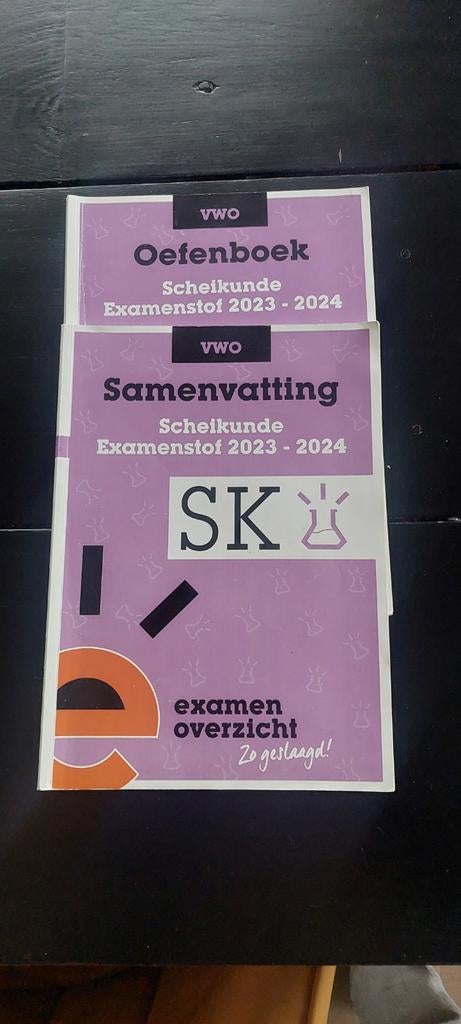 VWO
Oefenboek
Scheikunde
Examenstof 2023 - 2024
VWO
Samenvatting
Scheikunde
Examenstof 2023 - 2024
SK
examen
overzicht
Zo geslaagd!